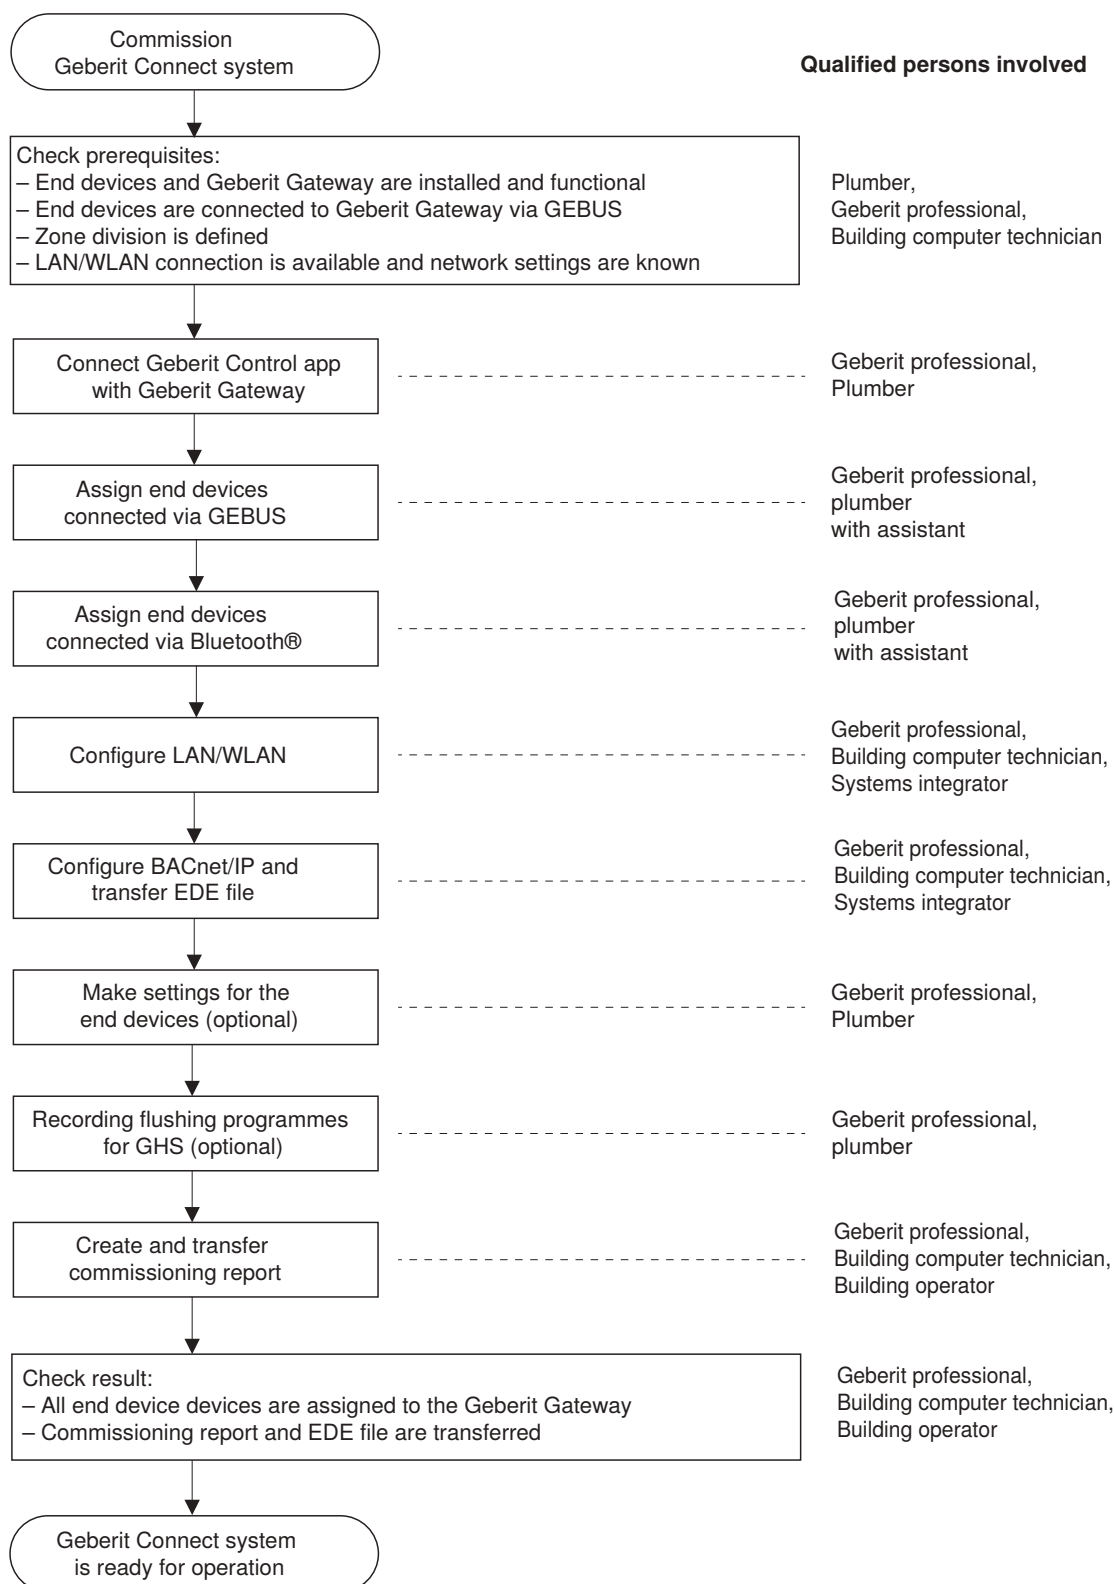 Commission
Geberit Connect system
Qualified persons involved
Check prerequisites:
– End devices and Geberit Gateway are installed and functional
– End devices are connected to Geberit Gateway via GEBUS
– Zone division is defined
– LAN/WLAN connection is available and network settings are known
Plumber,
Geberit professional,
Building computer technician
Connect Geberit Control app
with Geberit Gateway
Geberit professional,
Plumber
Assign end devices
connected via GEBUS
Geberit professional,
plumber
with assistant
Assign end devices
connected via Bluetooth®
Geberit professional,
plumber
with assistant
Configure LAN/WLAN
Geberit professional,
Building computer technician,
Systems integrator
Configure BACnet/IP and
transfer EDE file
Geberit professional,
Building computer technician,
Systems integrator
Make settings for the
end devices (optional)
Geberit professional,
Plumber
Recording flushing programmes
for GHS (optional)
Geberit professional,
plumber
Create and transfer
commissioning report
Geberit professional,
Building computer technician,
Building operator
Check result:
– All end device devices are assigned to the Geberit Gateway
– Commissioning report and EDE file are transferred
Geberit professional,
Building computer technician,
Building operator
Geberit Connect system
is ready for operation